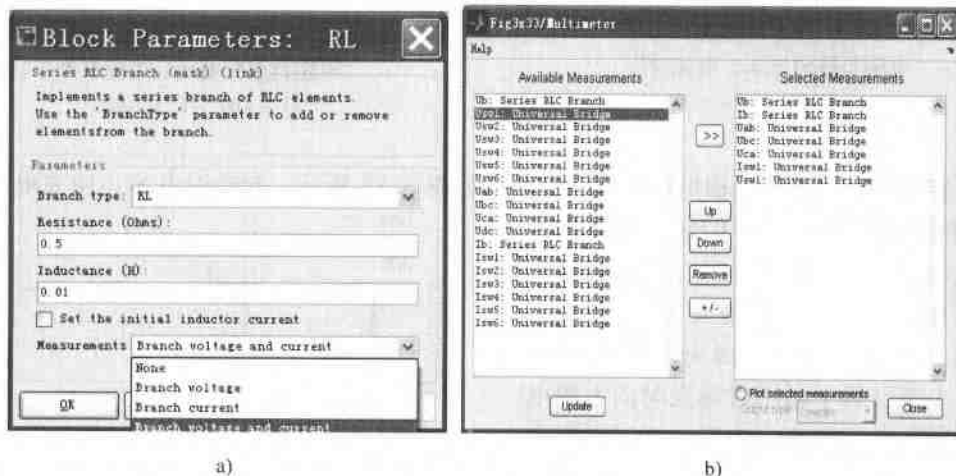 Block Parameters: RL
Series RLC Branch (mask) (link)
Implements a series branch of RLC elements.
Use the 'BranchType' parameter to add or remove
elementsfrom the branch.
Parameters
Branch type: RL
Resistance (Ohms):
0.5
Inductance (H):
0.01
Set the initial inductor current
Measurements Branch voltage and current
None
Branch voltage
Branch current
Branch voltage and current
OK
a)
Fig3x33/Multimeter
Help
Available Measurements
Ub: Series RLC Branch
Usw1: Universal Bridge
Usw2: Universal Bridge
Usw3: Universal Bridge
Usw4: Universal Bridge
Usw5: Universal Bridge
Usw6: Universal Bridge
Uab: Universal Bridge
Ubc: Universal Bridge
Uca: Universal Bridge
Udc: Universal Bridge
Ib: Series RLC Branch
Isw1: Universal Bridge
Isw2: Universal Bridge
Isw3: Universal Bridge
Isw4: Universal Bridge
Isw5: Universal Bridge
Isw6: Universal Bridge
Update
>>
Up
Down
Remove
+/-
Selected Measurements
Ub: Series RLC Branch
Ib: Series RLC Branch
Uab: Universal Bridge
Ubc: Universal Bridge
Uca: Universal Bridge
Isw1: Universal Bridge
Usw1: Universal Bridge
Plot selected measurements
Close
b)